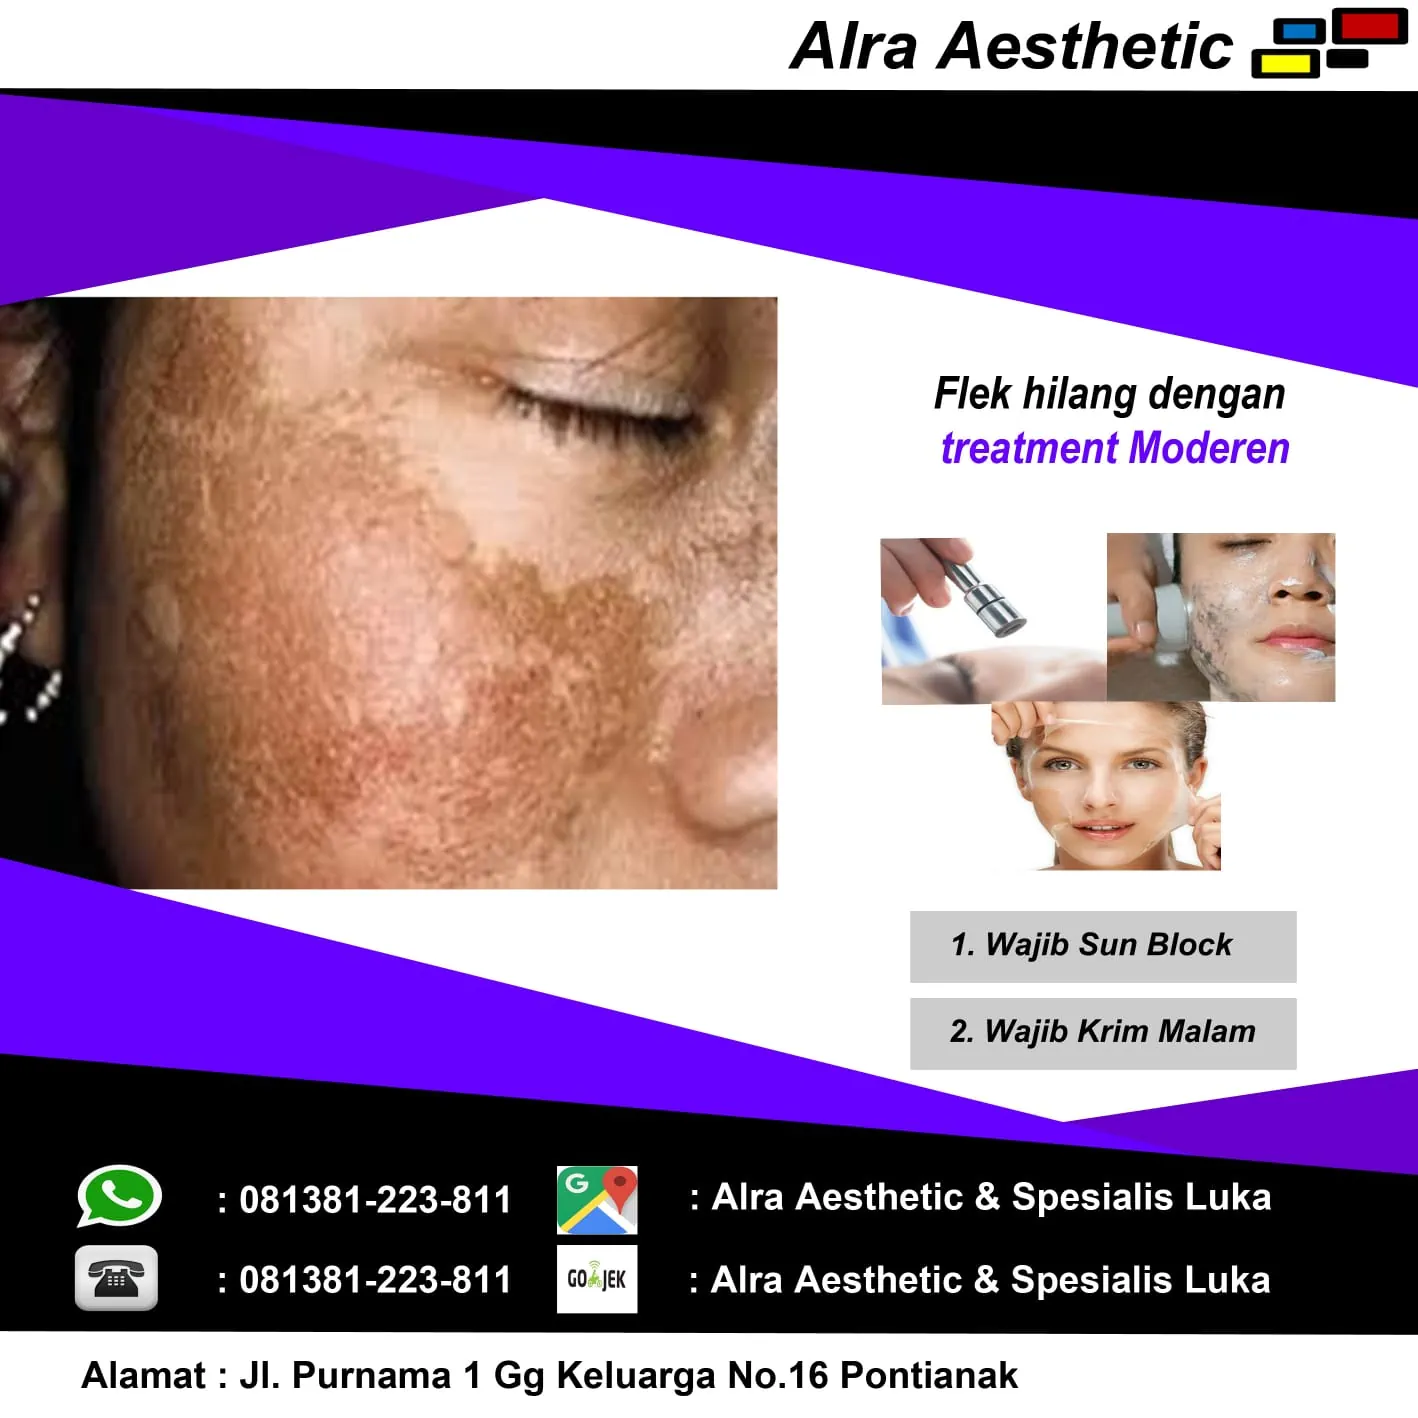 Alra Aesthetic
Flek hilang dengan
treatment Moderen
1. Wajib Sun Block
2. Wajib Krim Malam
: 081381-223-811
G
: Alra Aesthetic & Spesialis Luka
: 081381-223-811
GO-JEK
: Alra Aesthetic & Spesialis Luka
Alamat : Jl. Purnama 1 Gg Keluarga No.16 Pontianak